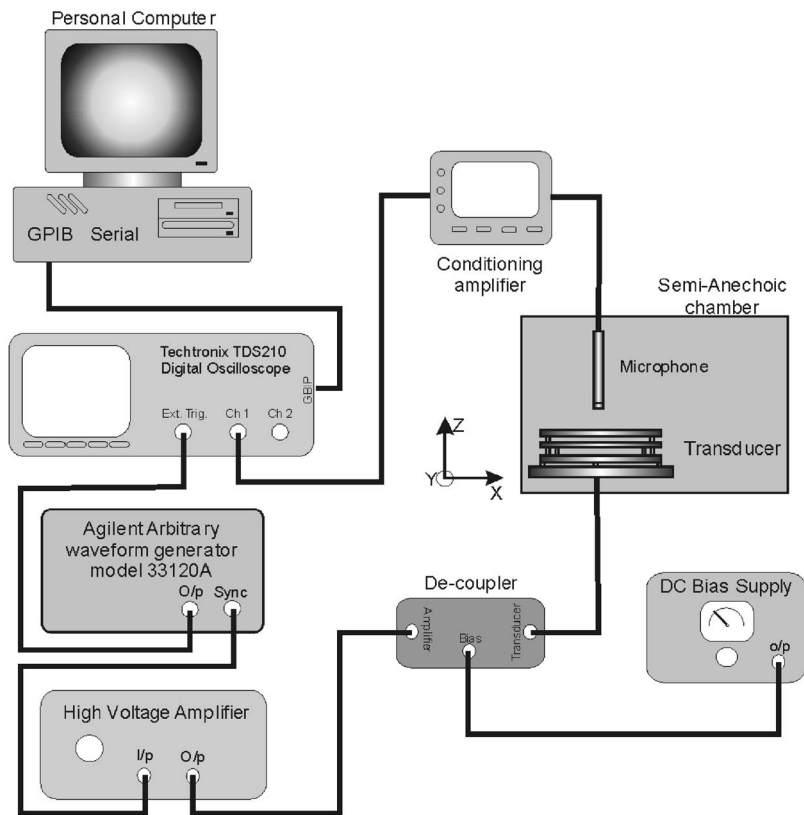 Personal Computer
GPIB Serial
Conditioning
amplifier
Semi-Anechoic
chamber
Microphone
Transducer
Techtronix TDS210
Digital Oscilloscope
GBIP
Ext. Trig. Ch 1 Ch 2
Z
Y
X
Agilent Arbitrary
waveform generator
model 33120A
O/p Sync
De-coupler
Amplifier
Bias
Transducer
DC Bias Supply
o/p
High Voltage Amplifier
I/p O/p